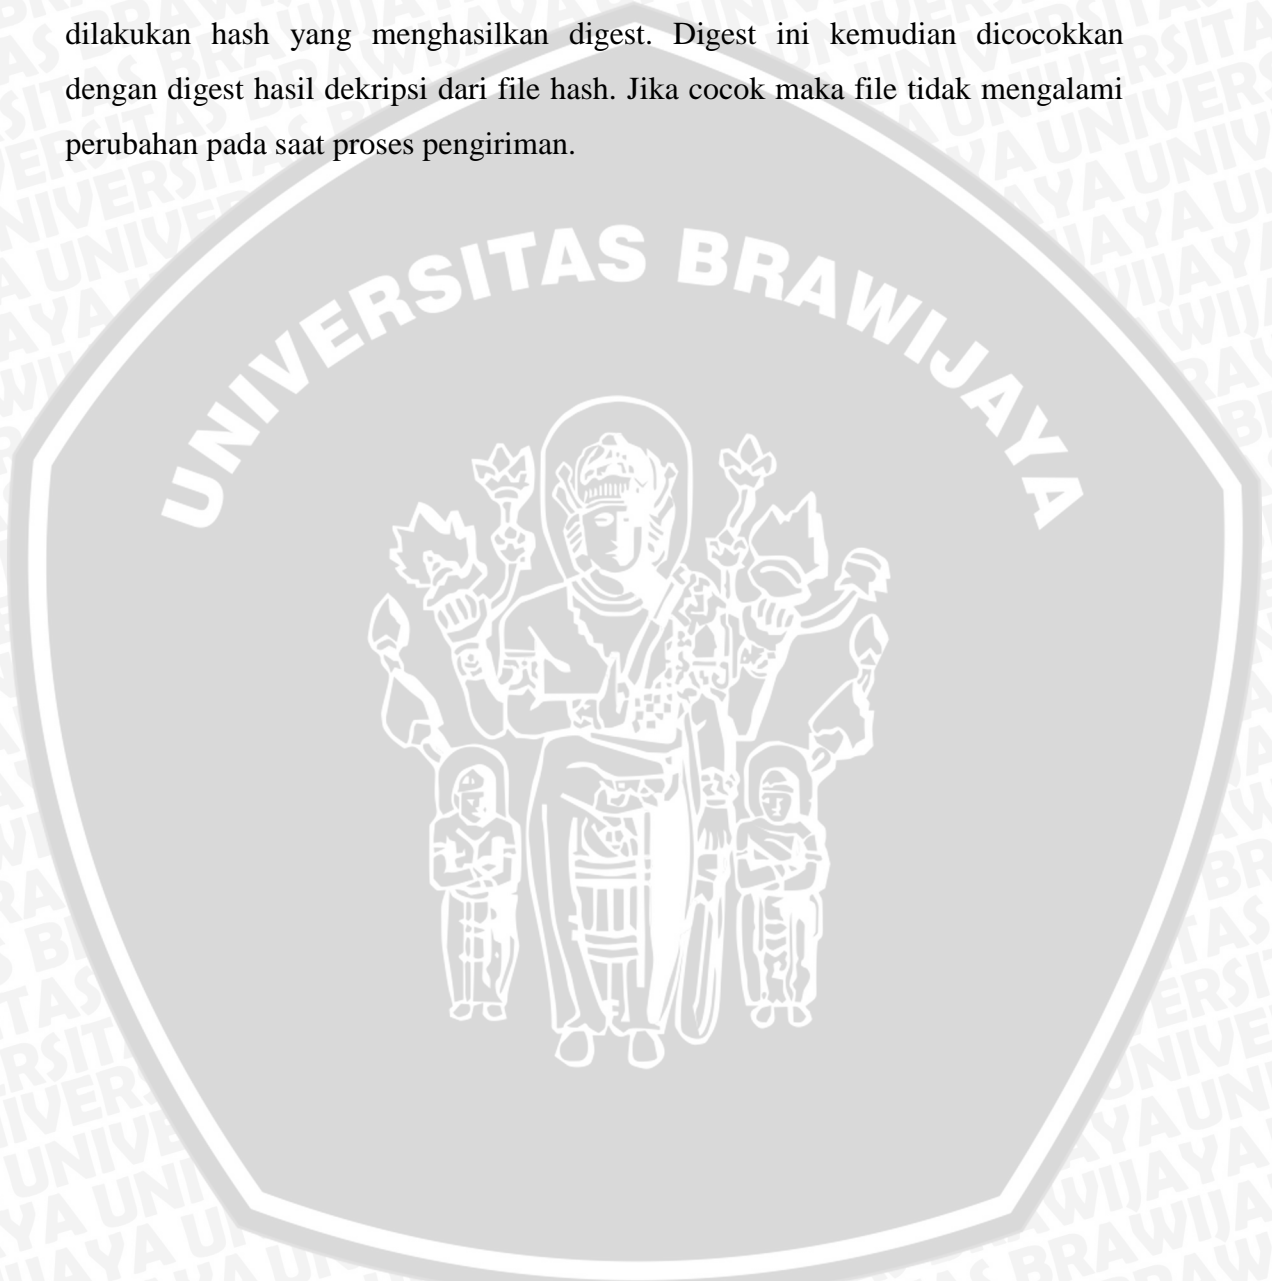 dilakukan hash yang menghasilkan digest. Digest ini kemudian dicocokkan
dengan digest hasil dekripsi dari file hash. Jika cocok maka file tidak mengalami
perubahan pada saat proses pengiriman.
UNIVERSITAS BRAWIJAYA